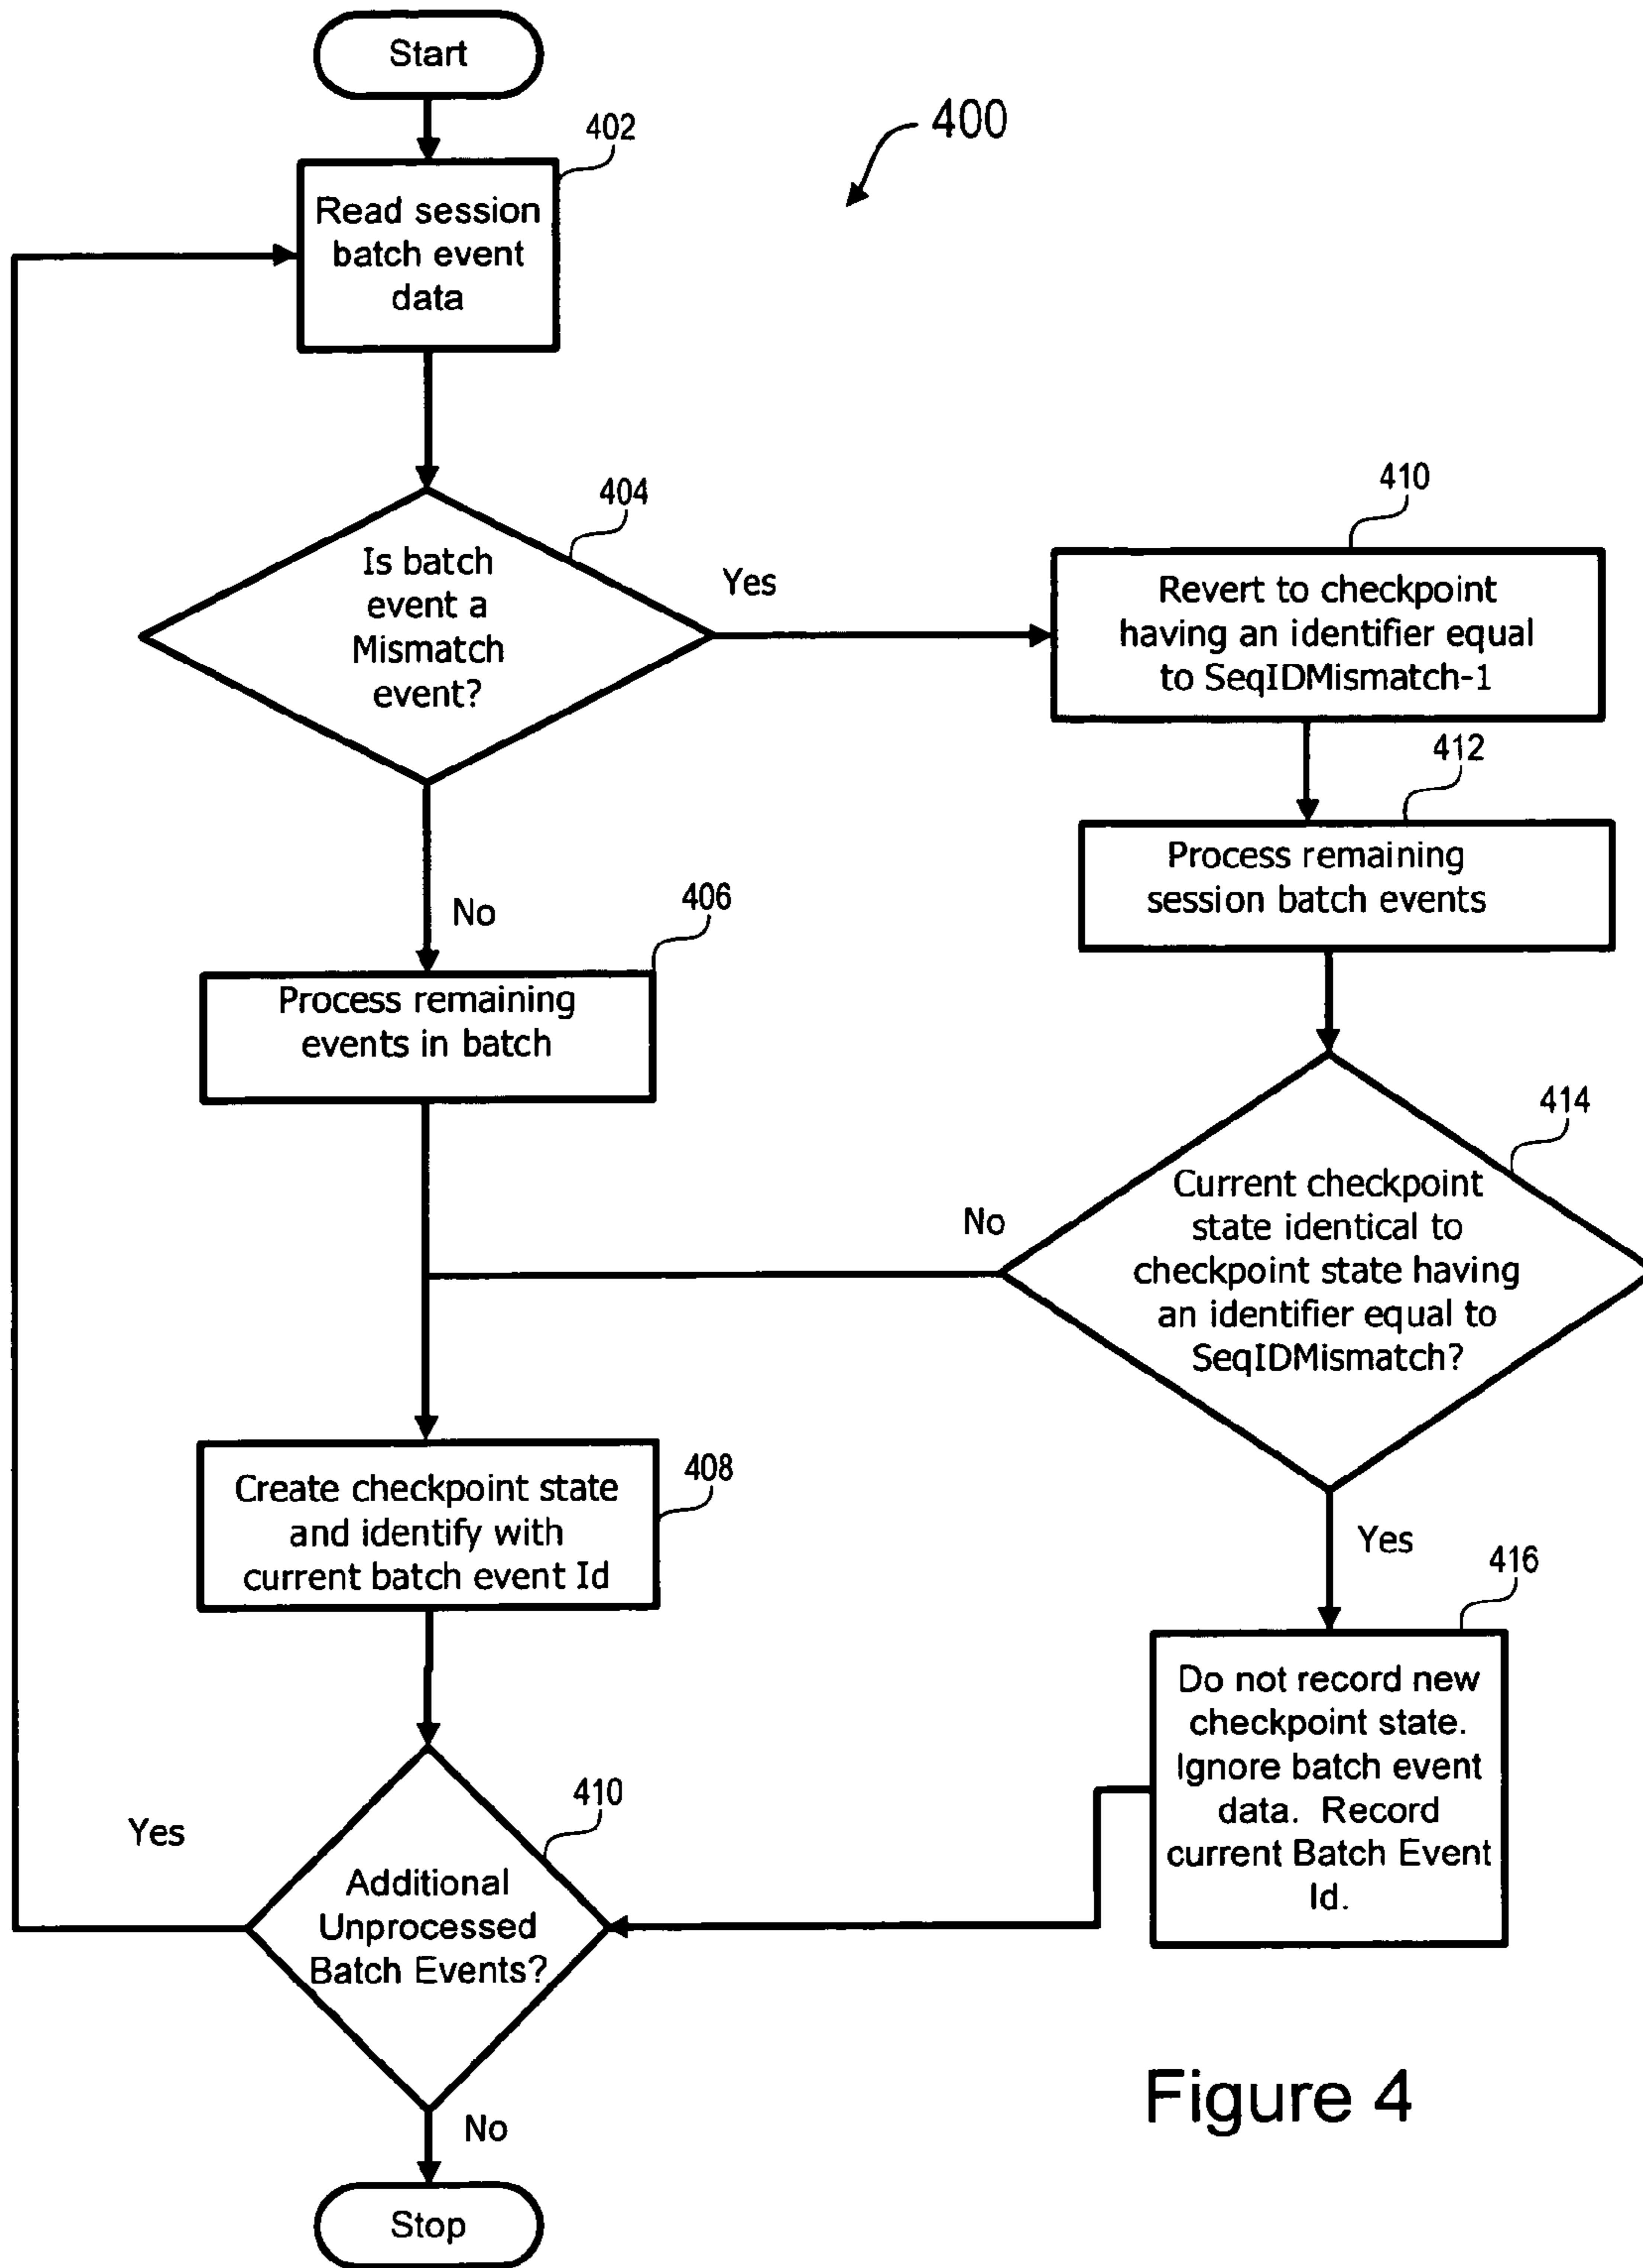 Start
400
402
Read session
batch event
data
404
Is batch
event a
Mismatch
event?
Yes
410
Revert to checkpoint
having an identifier equal
to SeqIDMismatch-1
412
Process remaining
session batch events
No
406
Process remaining
events in batch
414
Current checkpoint
state identical to
checkpoint state having
an identifier equal to
SeqIDMismatch?
No
408
Create checkpoint state
and identify with
current batch event Id
Yes
416
Do not record new
checkpoint state.
Ignore batch event
data. Record
current Batch Event
Id.
410
Additional
Unprocessed
Batch Events?
Yes
No
Stop
Figure 4